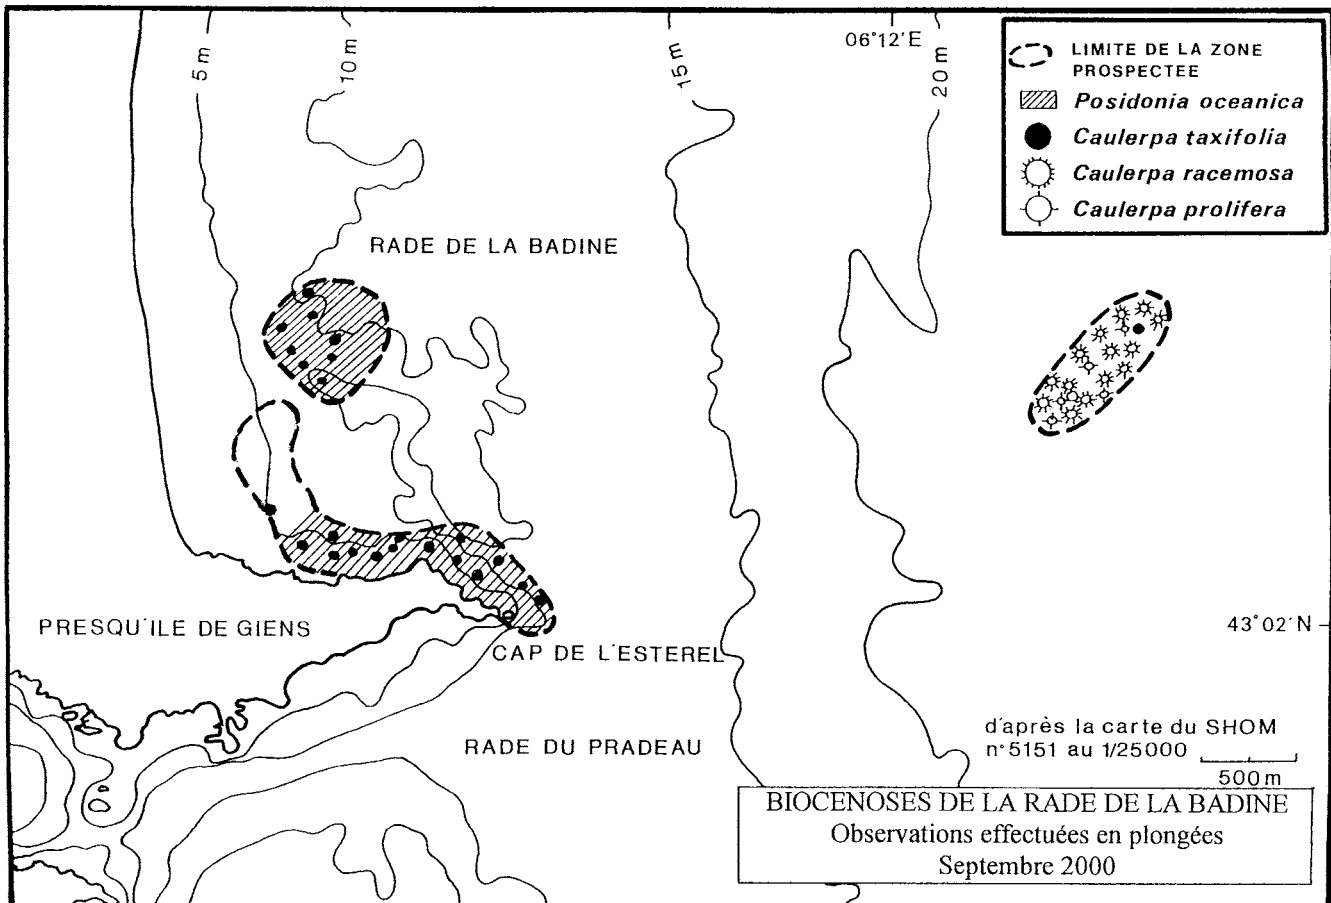 5 m
10 m
15 m
06°12'E
20 m
LIMITE DE LA ZONE
PROSPECTEE
Posidonia oceanica
Caulerpa taxifolia
Caulerpa racemosa
Caulerpa prolifera
RADE DE LA BADINE
PRESQU'ILE DE GIENS
43°02'N
CAP DE L'ESTEREL
RADE DU PRADEAU
d'après la carte du SHOM
n°5151 au 1/25000
500 m
BIOCENOSES DE LA RADE DE LA BADINE
Observations effectuées en plongées
Septembre 2000